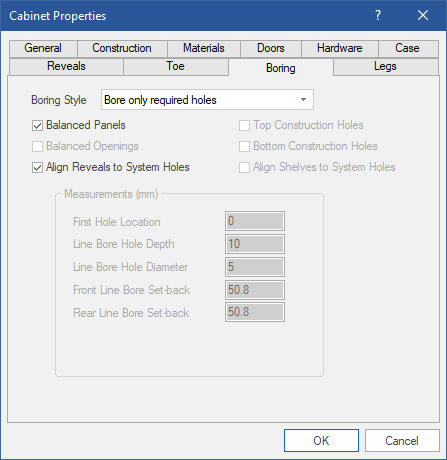 Cabinet Properties ? ×
General Construction Materials Doors Hardware Case
Reveals Toe Boring Legs
Boring Style Bore only required holes
Balanced Panels Top Construction Holes
Balanced Openings Bottom Construction Holes
Align Reveals to System Holes Align Shelves to System Holes
Measurements (mm)
First Hole Location 0
Line Bore Hole Depth 10
Line Bore Hole Diameter 5
Front Line Bore Set-back 50.8
Rear Line Bore Set-back 50.8
OK Cancel